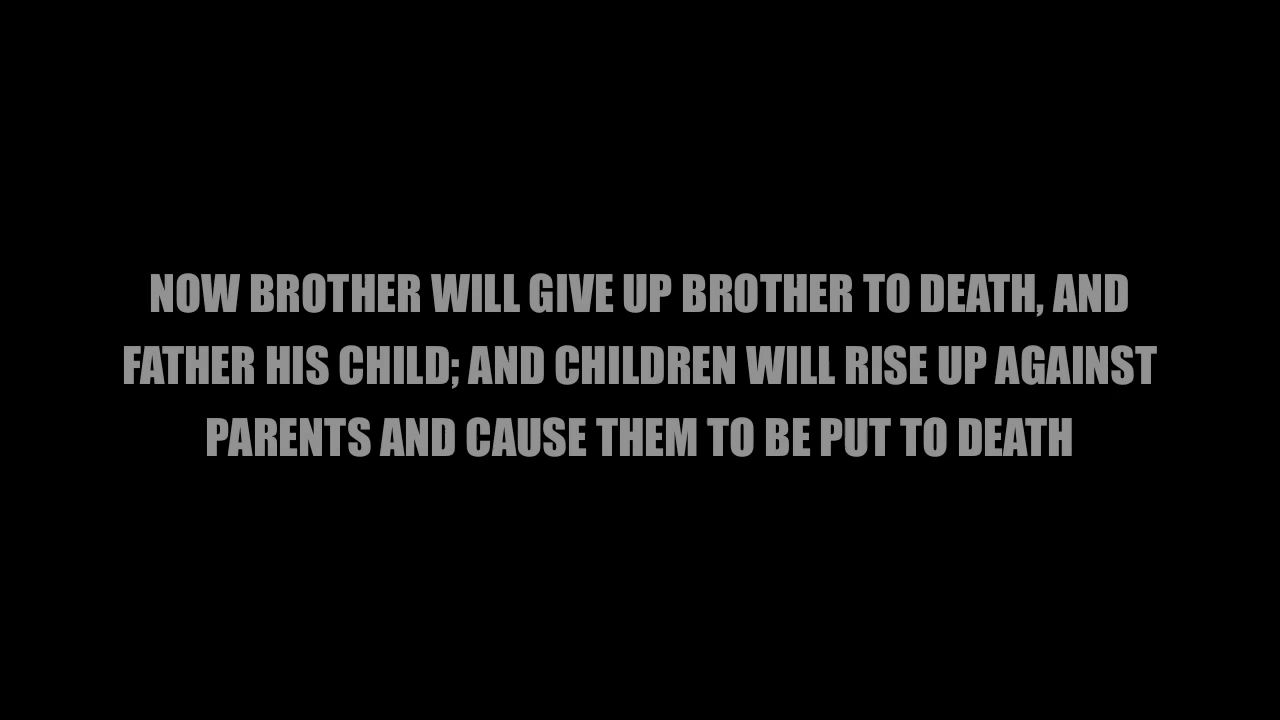 NOW BROTHER WILL GIVE UP BROTHER TO DEATH, AND
FATHER HIS CHILD; AND CHILDREN WILL RISE UP AGAINST
PARENTS AND CAUSE THEM TO BE PUT TO DEATH